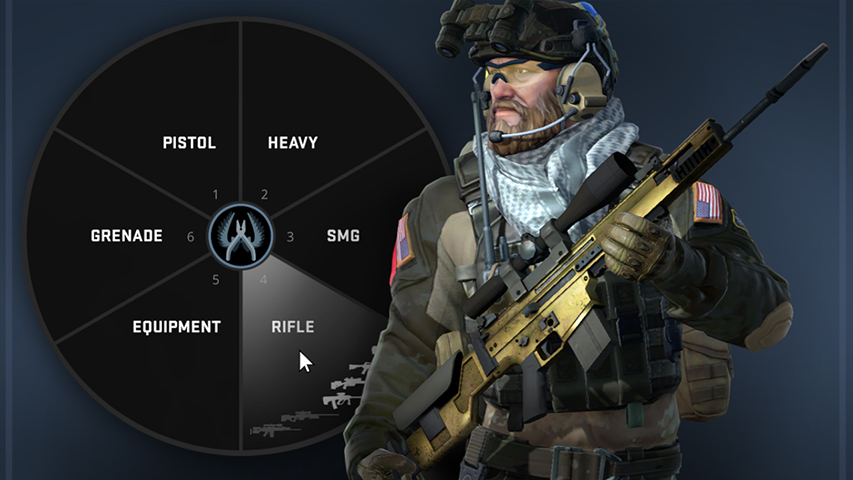 PISTOL
HEAVY
1
2
GRENADE
6
3
SMG
5
4
EQUIPMENT
RIFLE